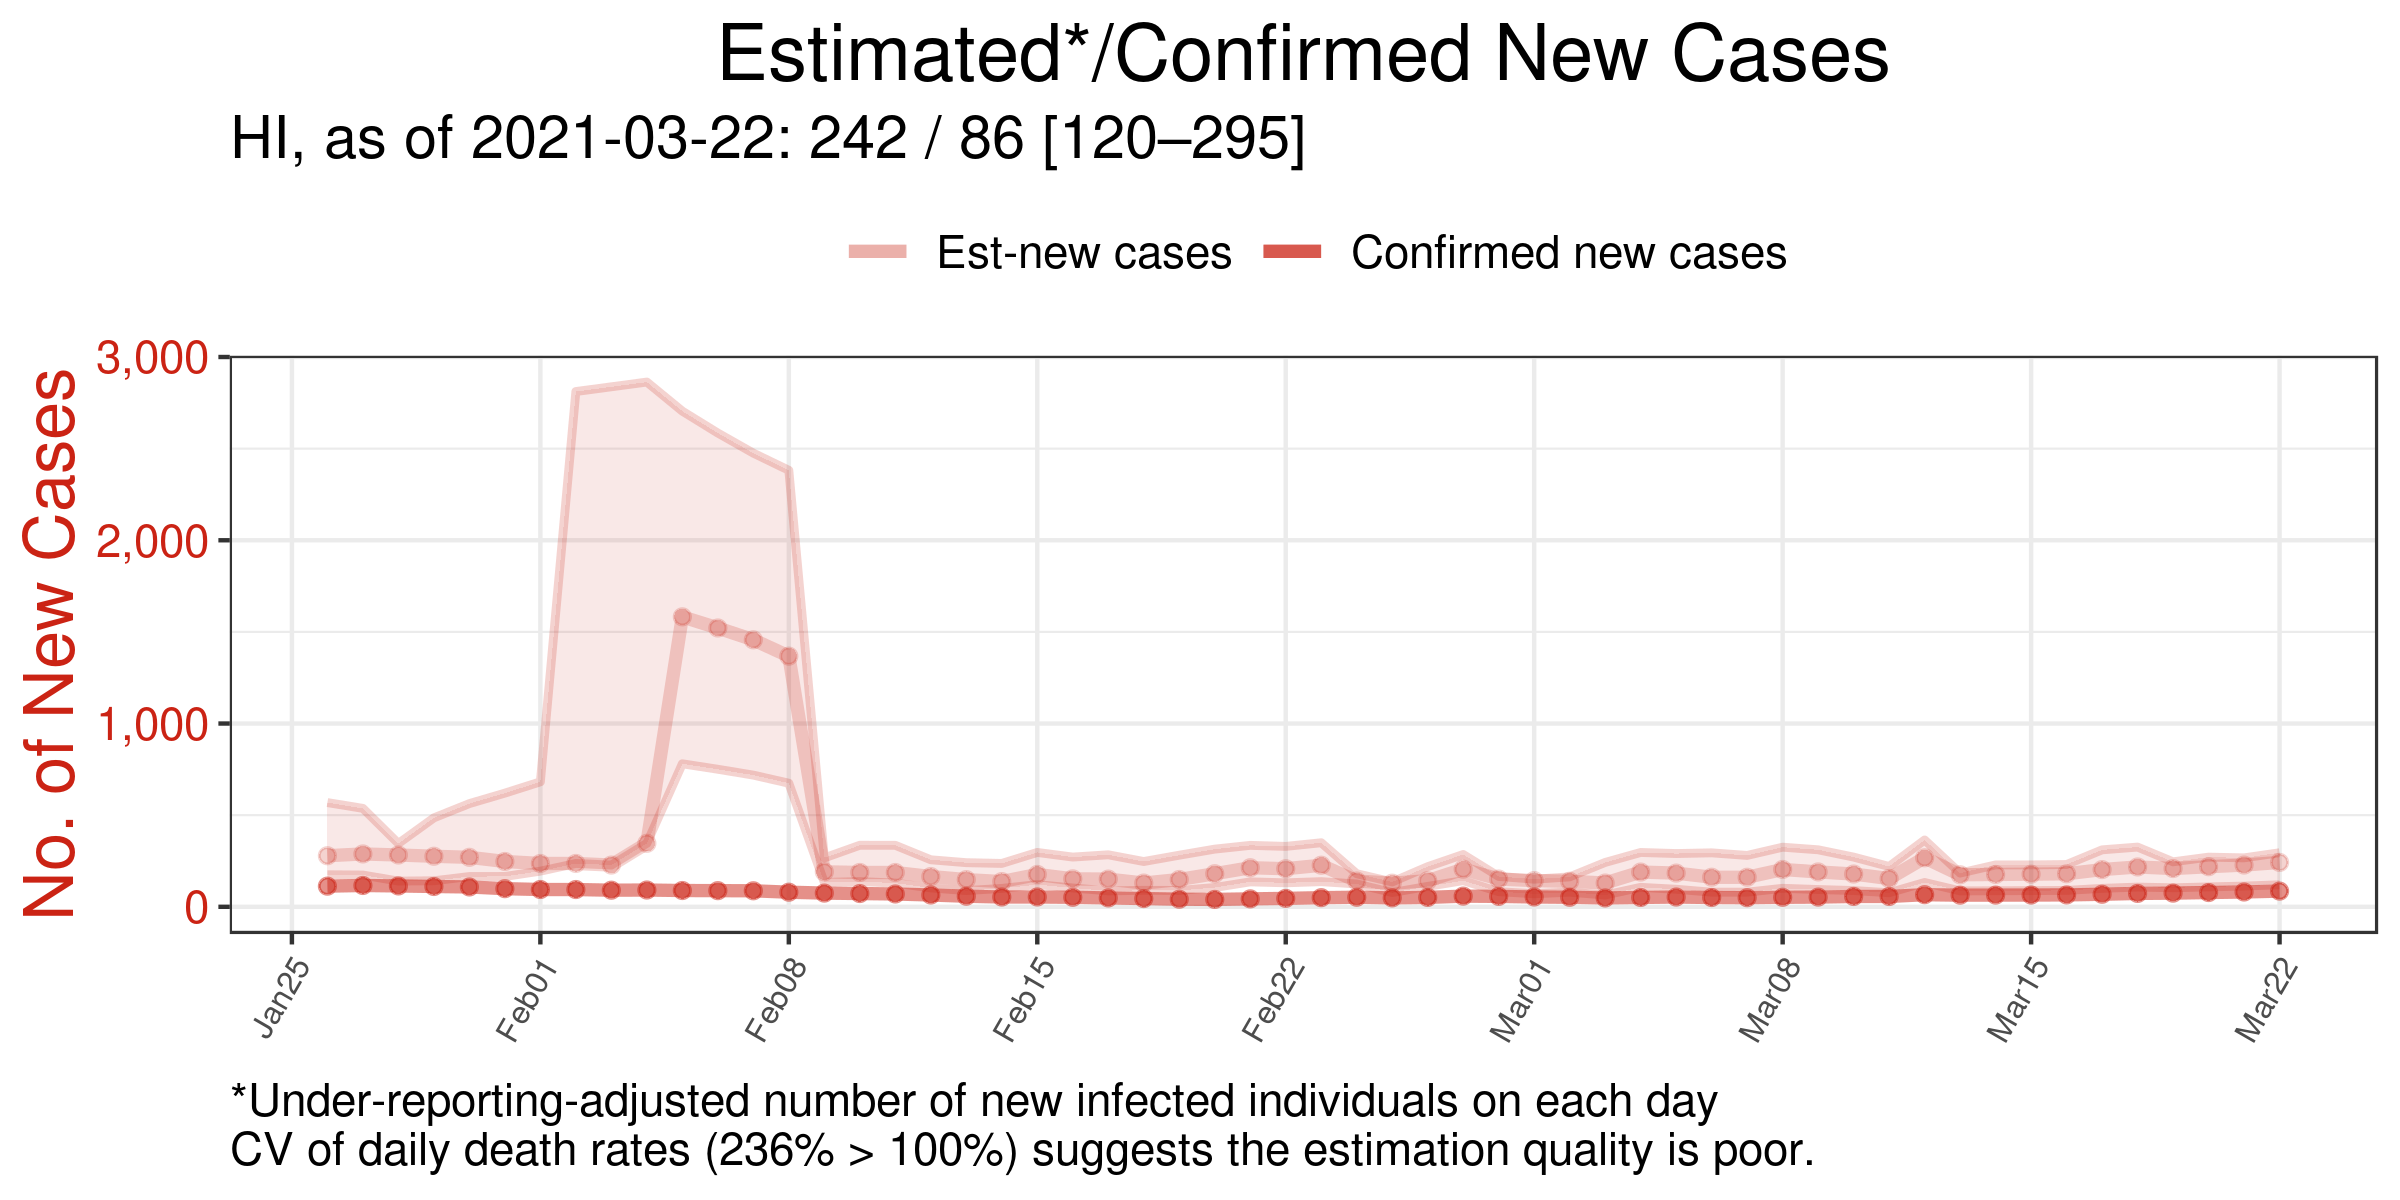 Estimated*/Confirmed New Cases
HI, as of 2021-03-22: 242 / 86 [120–295]
Est-new cases
Confirmed new cases
No. of New Cases
3,000
2,000
1,000
0
Jan25
Feb01
Feb08
Feb15
Feb22
Mar01
Mar08
Mar15
Mar22
*Under-reporting-adjusted number of new infected individuals on each day
CV of daily death rates (236% > 100%) suggests the estimation quality is poor.